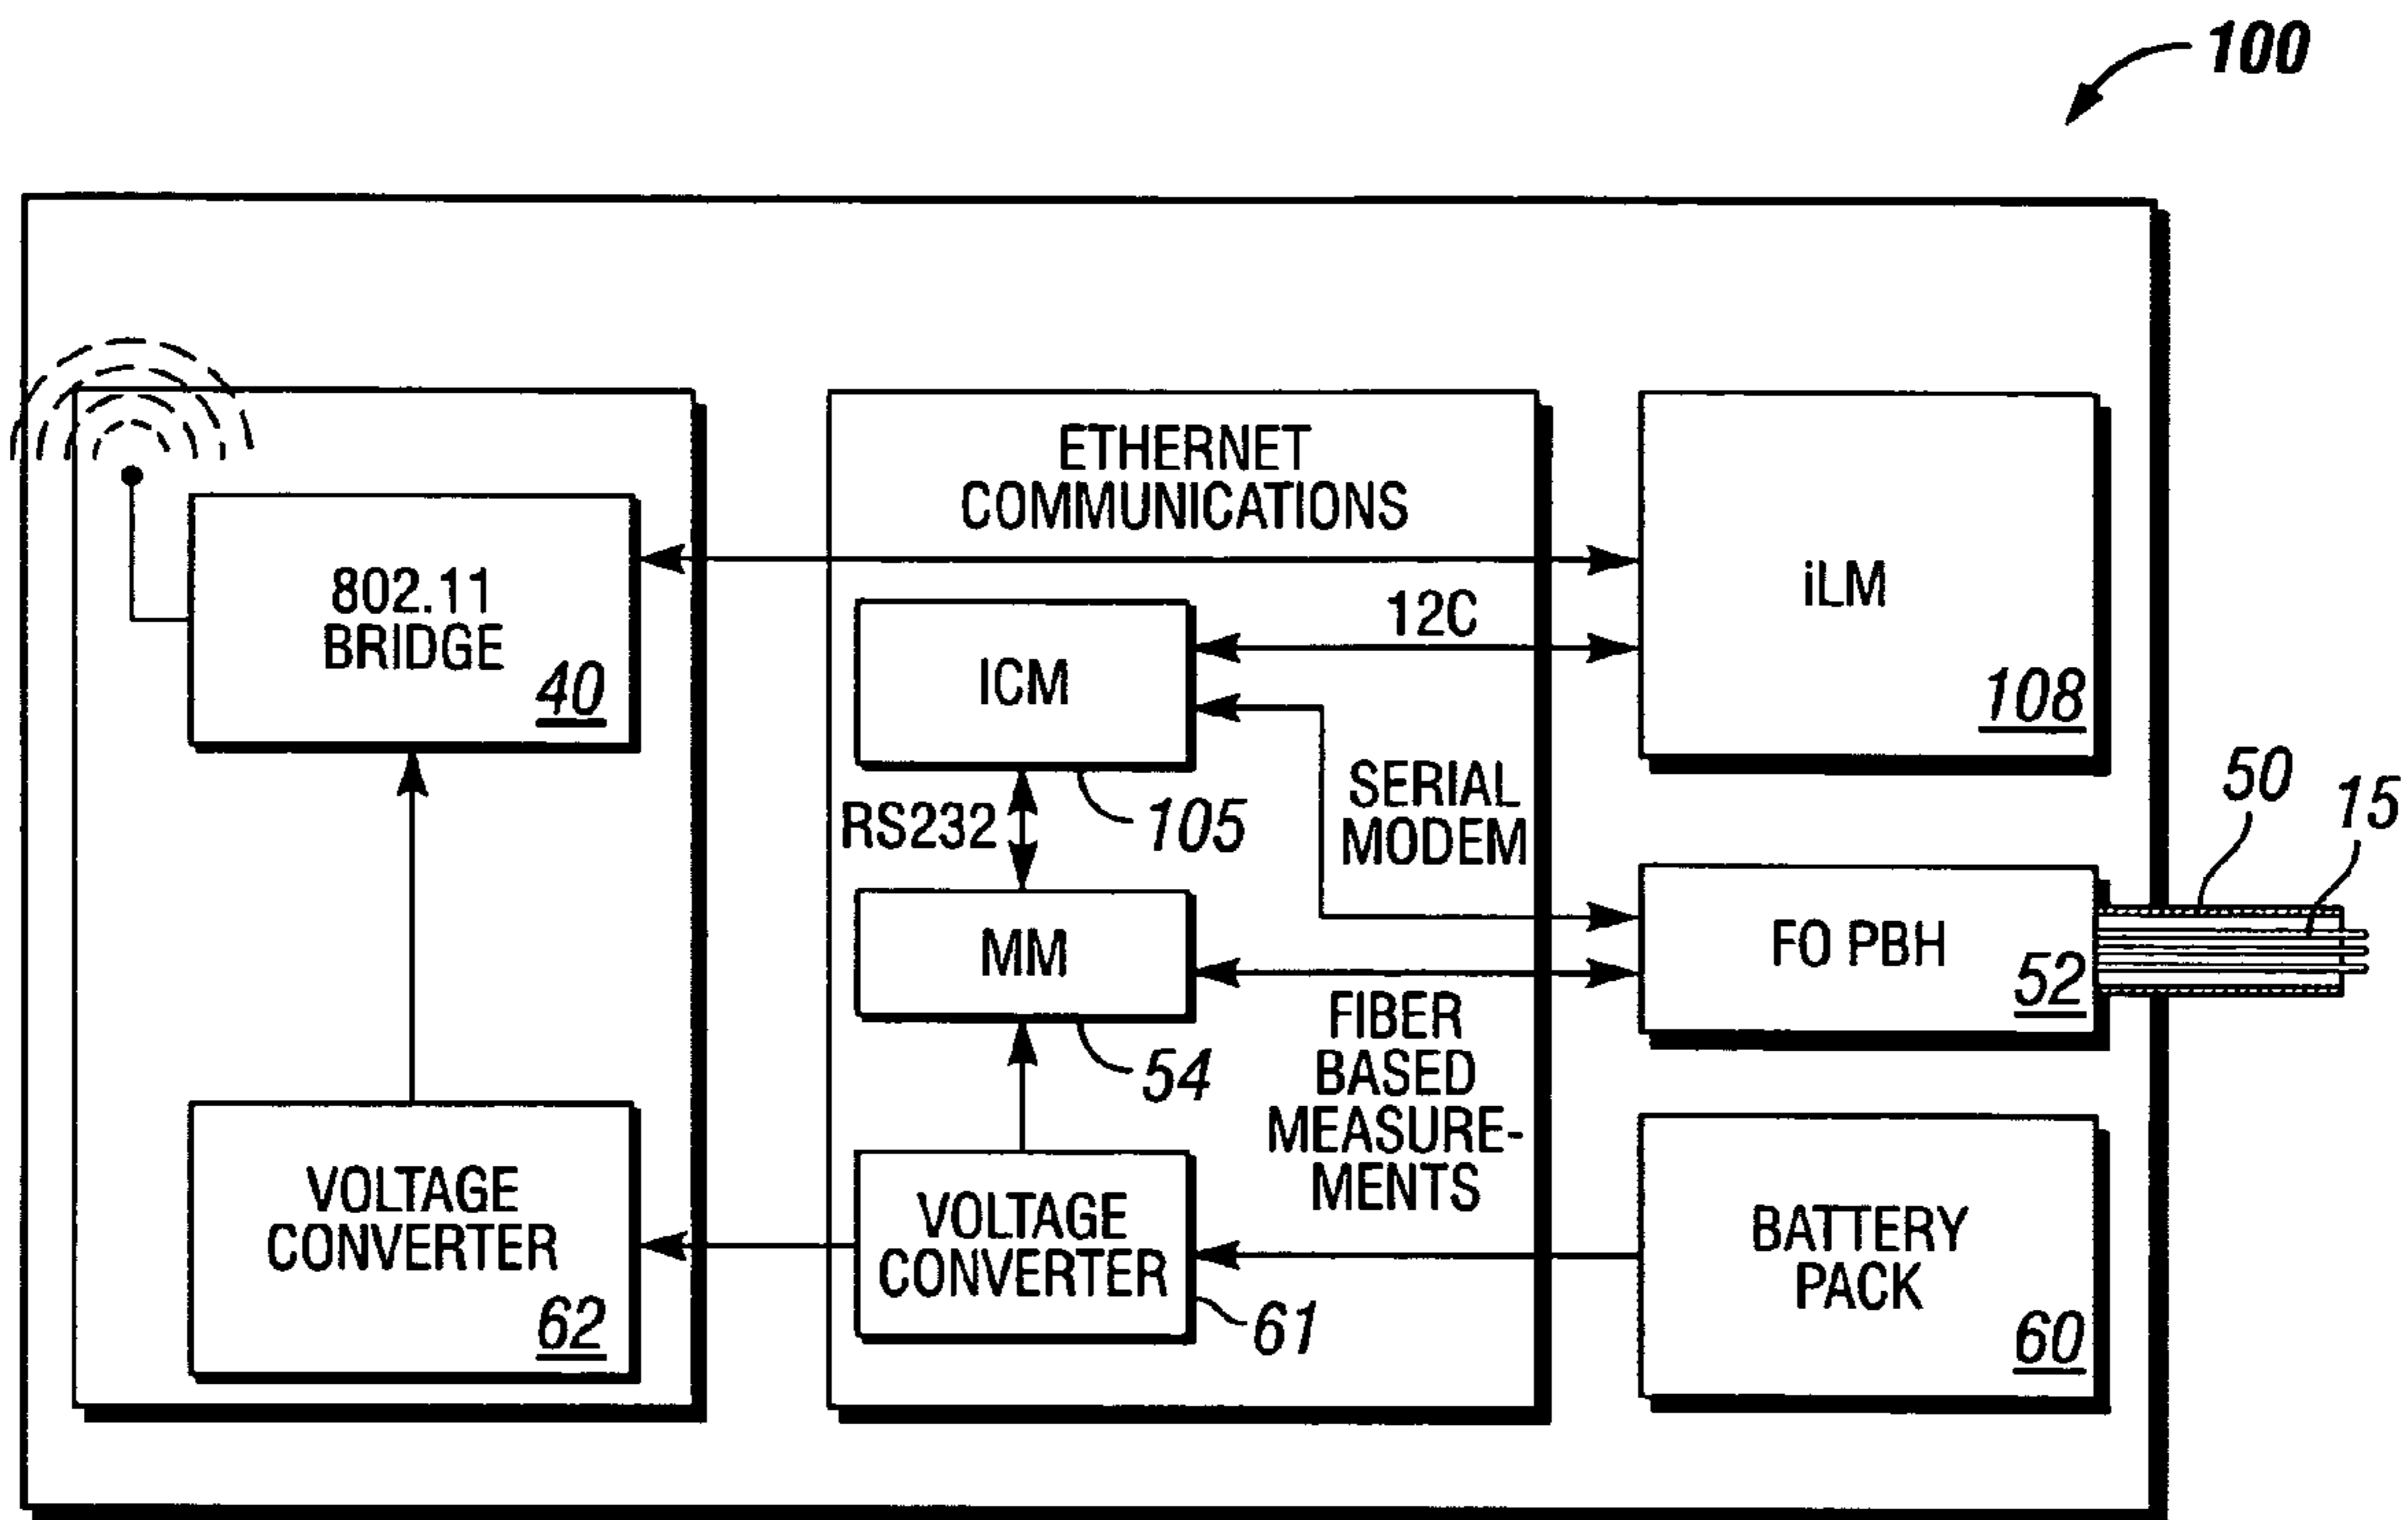 100
ETHERNET
COMMUNICATIONS
802.11
BRIDGE
40
iLM
108
12C
ICM
105
RS232
SERIAL
MODEM
50
15
MM
54
FO PBH
52
FIBER
BASED
MEASURE-
MENTS
VOLTAGE
CONVERTER
62
VOLTAGE
CONVERTER
61
BATTERY
PACK
60